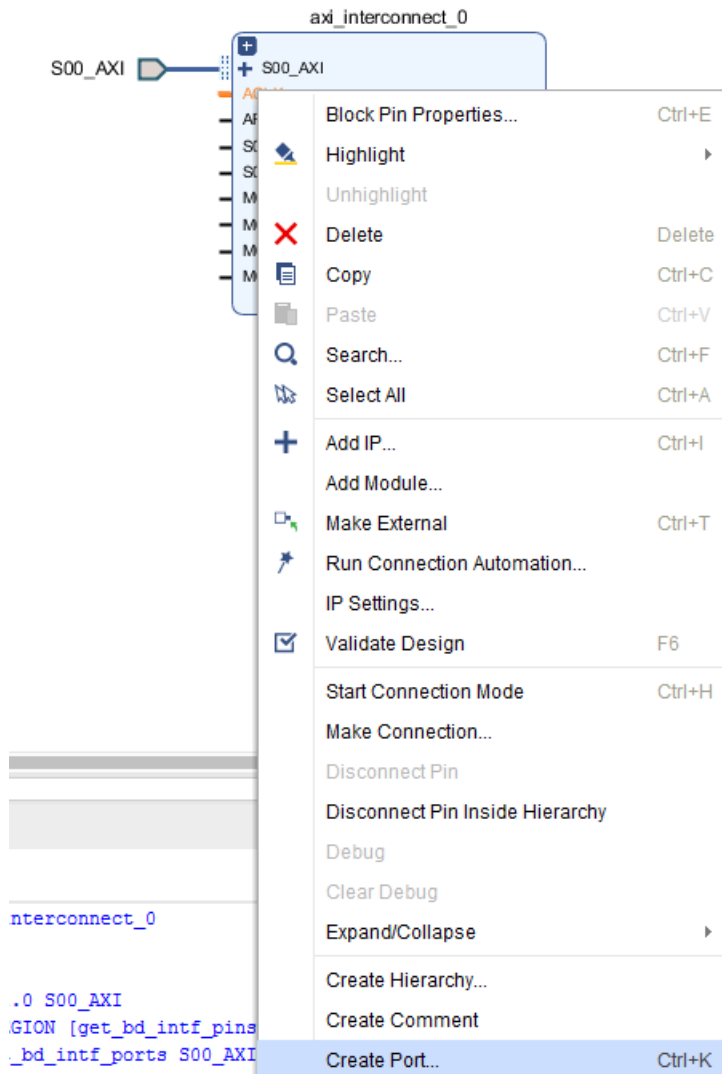 axi_interconnect_0
S00_AXI
S00_AXI
Block Pin Properties... Ctrl+E
Highlight
Unhighlight
Delete Delete
Copy Ctrl+C
Paste Ctrl+V
Search... Ctrl+F
Select All Ctrl+A
Add IP... Ctrl+I
Add Module...
Make External Ctrl+T
Run Connection Automation...
IP Settings...
Validate Design F6
Start Connection Mode Ctrl+H
Make Connection...
Disconnect Pin
Disconnect Pin Inside Hierarchy
Debug
Clear Debug
Expand/Collapse
Create Hierarchy...
Create Comment
Create Port... Ctrl+K
nterconnect_0
.0 S00_AXI
GION [get_bd_intf_pins
_bd_intf_ports S00_AXI